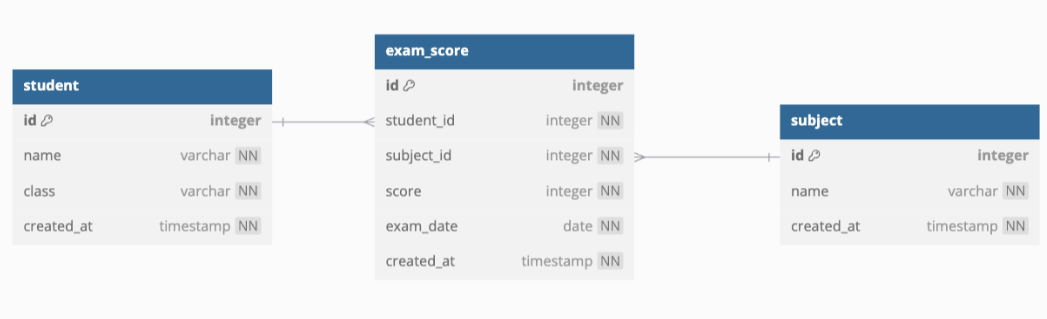 student
id integer
name varchar NN
class varchar NN
created_at timestamp NN
exam_score
id integer
student_id integer NN
subject_id integer NN
score integer NN
exam_date date NN
created_at timestamp NN
subject
id integer
name varchar NN
created_at timestamp NN